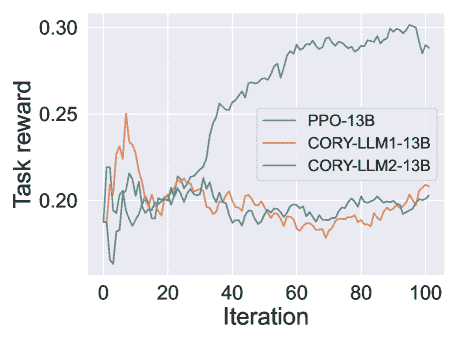 0.30
0.25
0.20
Task reward
PPO-13B
CORY-LLM1-13B
CORY-LLM2-13B
0 20 40 60 80 100
Iteration